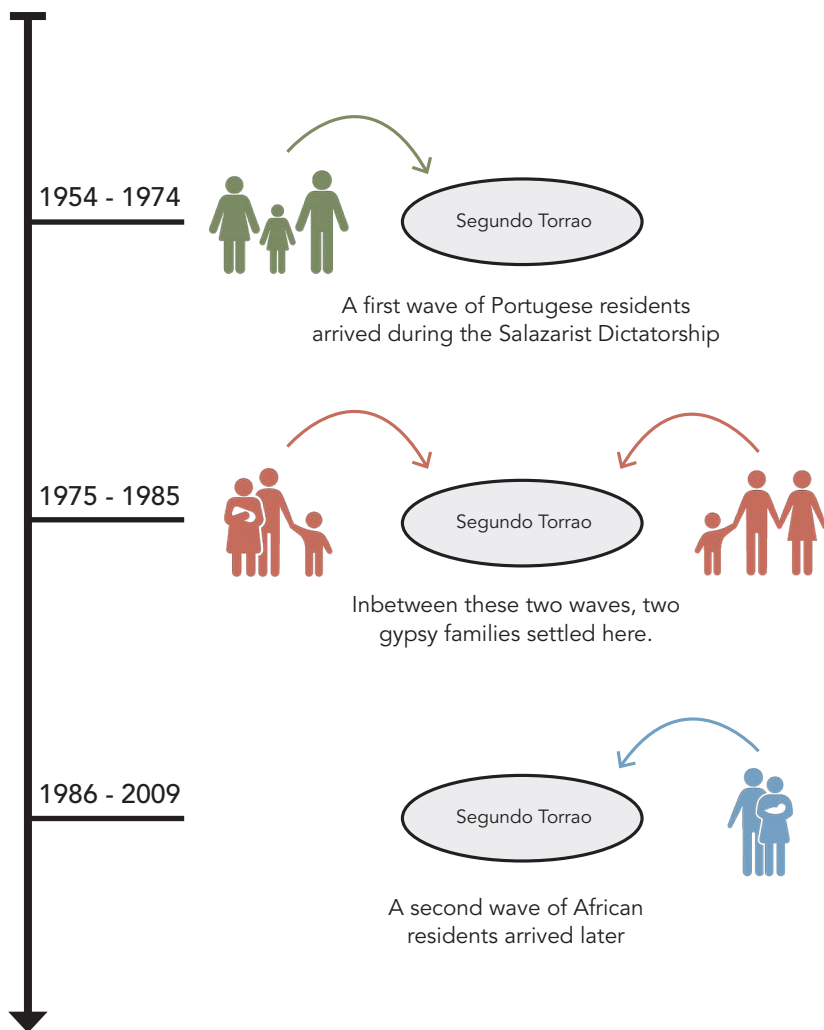 1954 - 1974
Segundo Torrao
A first wave of Portugese residents
arrived during the Salazarist Dictatorship
1975 - 1985
Segundo Torrao
Inbetween these two waves, two
gypsy families settled here.
1986 - 2009
Segundo Torrao
A second wave of African
residents arrived later